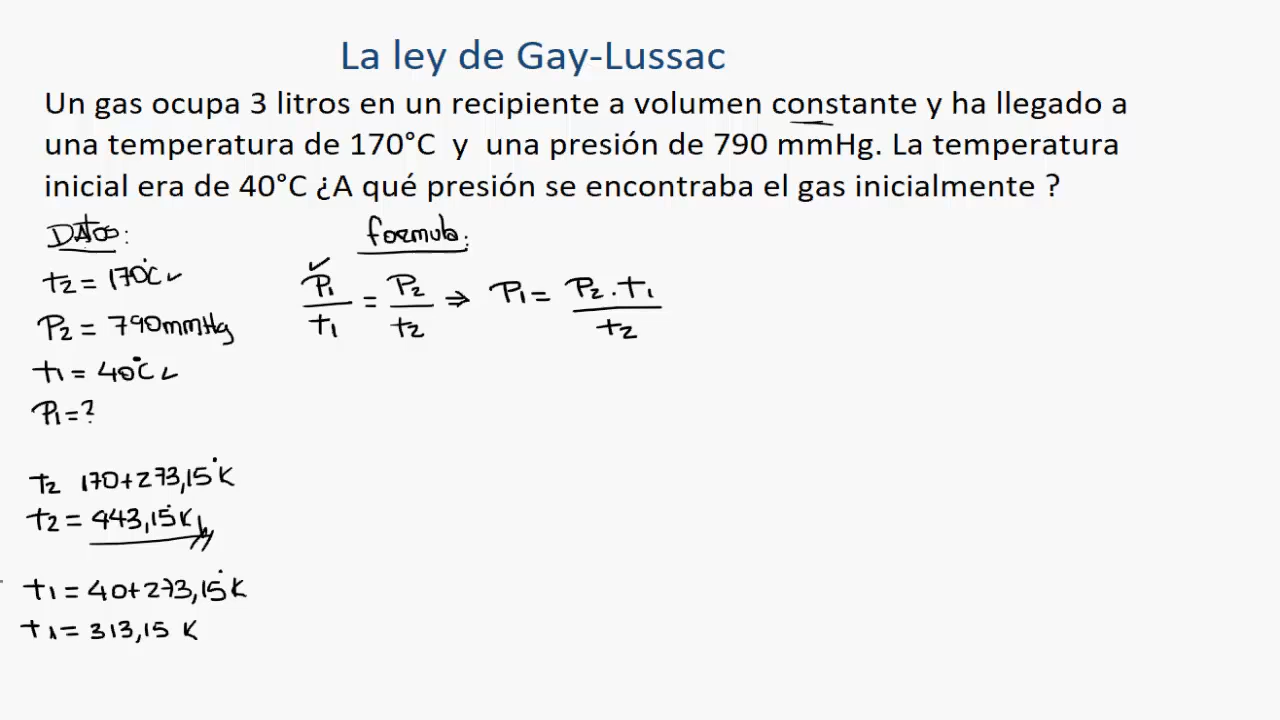 La ley de Gay-Lussac
Un gas ocupa 3 litros en un recipiente a volumen constante y ha llegado a
una temperatura de 170°C y una presión de 790 mmHg. La temperatura
inicial era de 40°C ¿A qué presión se encontraba el gas inicialmente ?
DAtos:
t2 = 170°C
P2 = 790mmHg
t1 = 40°C
P1 = ?
t2 170+273,15°K
t2 = 443,15°K
t1 = 40+273,15°K
t1 = 313,15 K
formula:
P1/t1 = P2/t2 ⇒ P1 = P2 . t1/t2